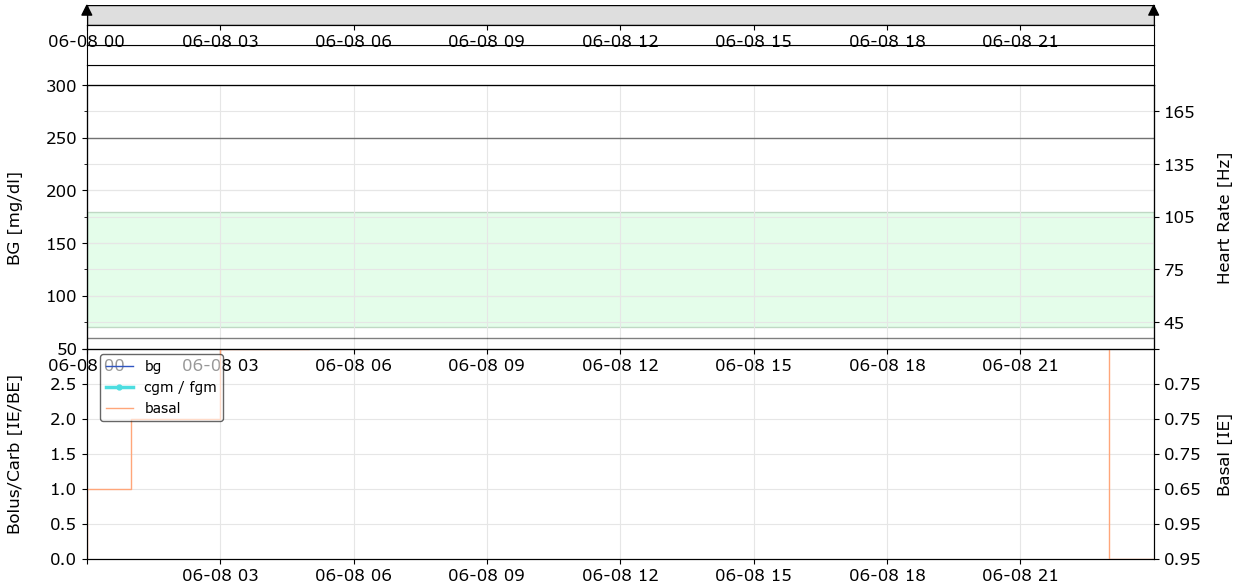 06-08 00 06-08 03 06-08 06 06-08 09 06-08 12 06-08 15 06-08 18 06-08 21
300
250
200
150
100
50
BG [mg/dl]
165
135
105
75
45
Heart Rate [Hz]
06-08 00 06-08 03 06-08 06 06-08 09 06-08 12 06-08 15 06-08 18 06-08 21
bg
cgm / fgm
basal
2.5
2.0
1.5
1.0
0.5
0.0
Bolus/Carb [IE/BE]
0.75
0.75
0.75
0.65
0.95
0.95
Basal [IE]
06-08 03 06-08 06 06-08 09 06-08 12 06-08 15 06-08 18 06-08 21